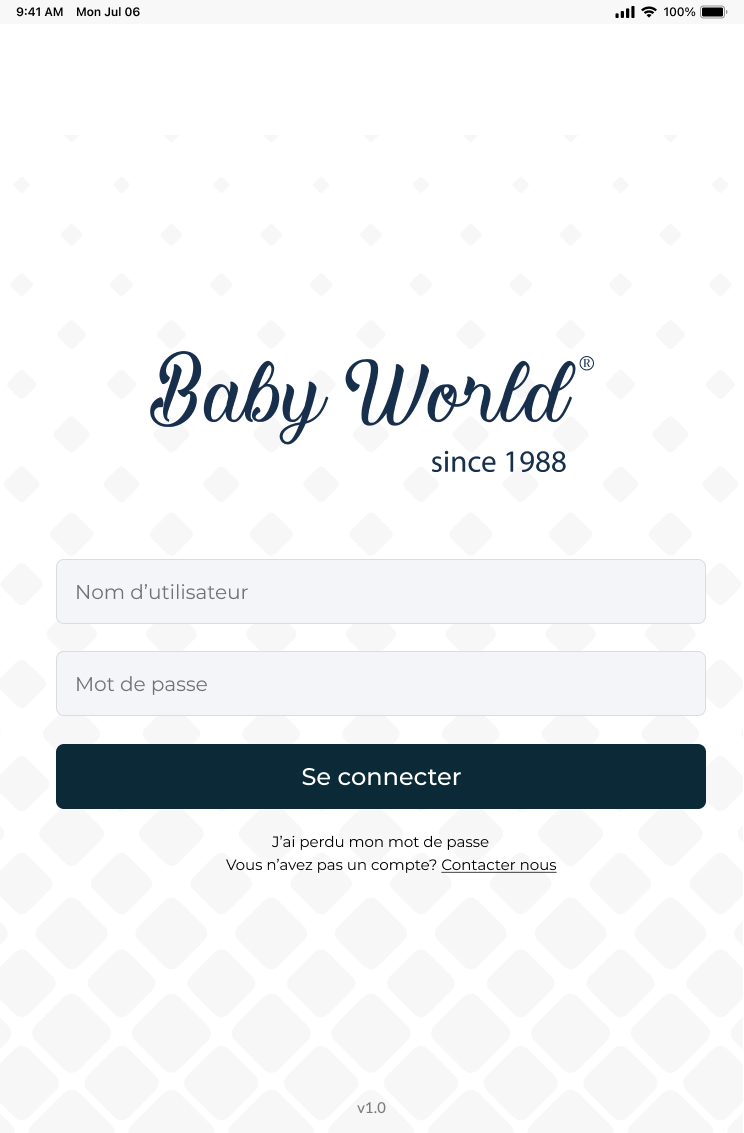 9:41 AM Mon Jul 06 100%
Baby World®
since 1988
Nom d’utilisateur
Mot de passe
Se connecter
J’ai perdu mon mot de passe
Vous n’avez pas un compte? Contacter nous
v1.0